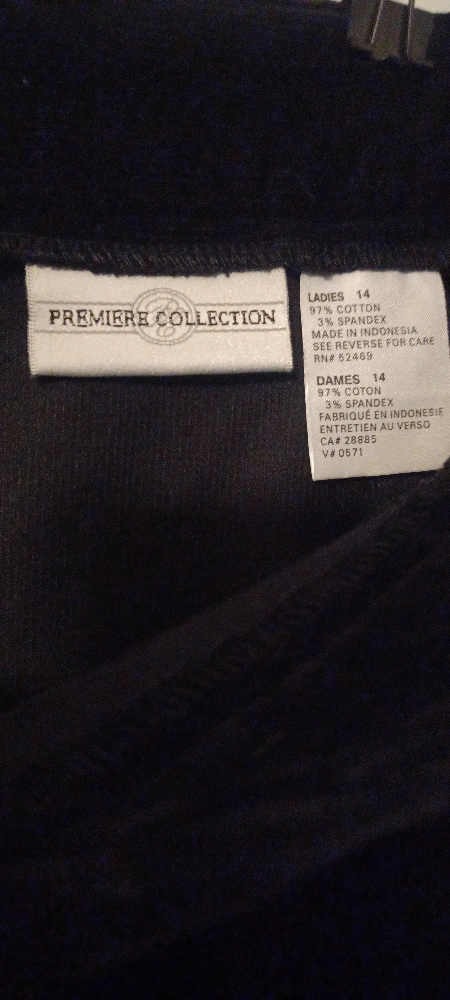 PREMIERE COLLECTION
LADIES 14
97% COTTON
3% SPANDEX
MADE IN INDONESIA
SEE REVERSE FOR CARE
RN# 52469
DAMES 14
97% COTON
3% SPANDEX
FABRIQUÉ EN INDONESIE
ENTRETIEN AU VERSO
CA# 28885
V# 0571